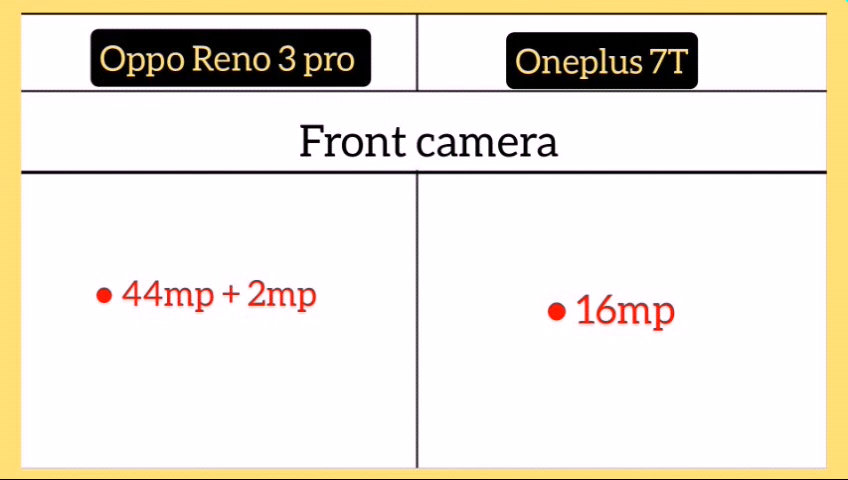 Oppo Reno 3 pro
Oneplus 7T
Front camera
• 44mp + 2mp
• 16mp